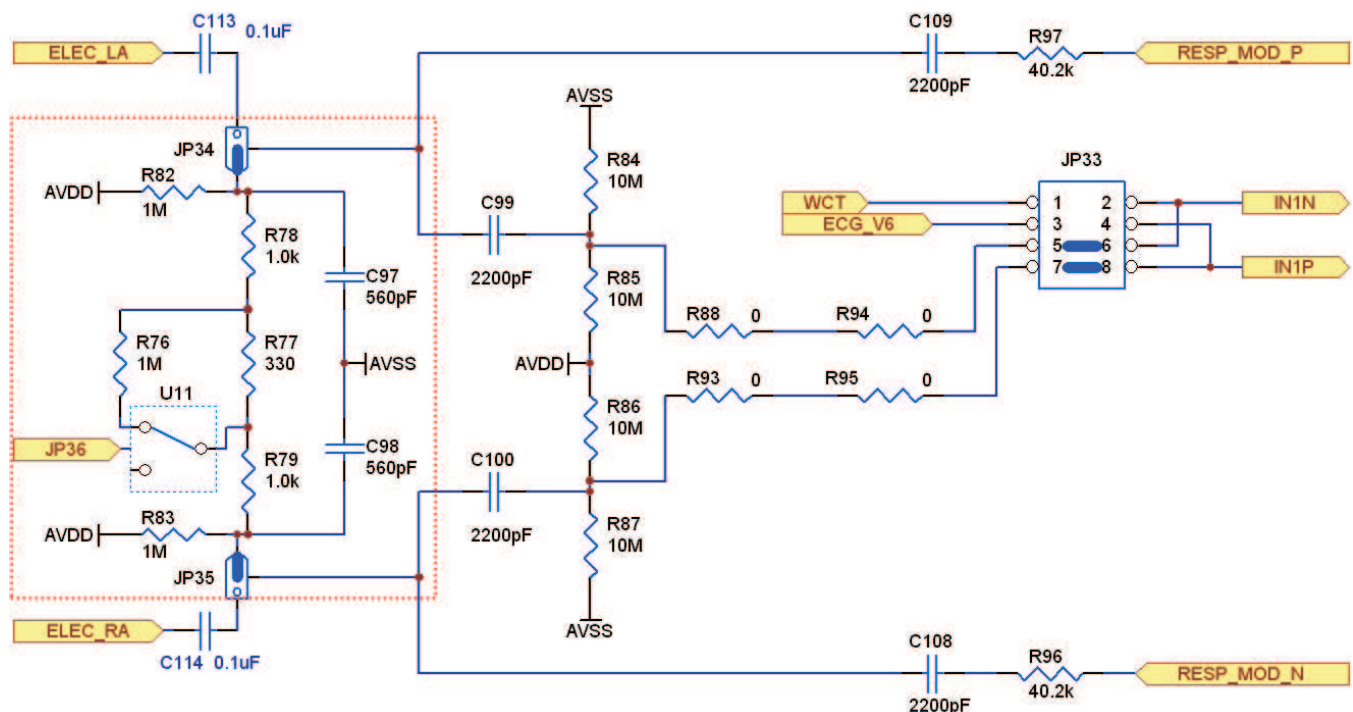 C113
0.1uF
ELEC_LA
C109
2200pF
R97
40.2k
RESP_MOD_P
AVSS
JP34
R84
10M
JP33
AVDD
R82
1M
C99
2200pF
WCT
1
2
IN1N
ECG_V6
3
4
R78
1.0k
5
6
C97
560pF
R85
10M
7
8
IN1P
R76
1M
R77
330
R88
0
R94
0
AVSS
AVDD
U11
R93
0
R95
0
R86
10M
JP36
C98
560pF
R79
1.0k
C100
2200pF
AVDD
R83
1M
R87
10M
JP35
ELEC_RA
AVSS
C114
0.1uF
C108
2200pF
R96
40.2k
RESP_MOD_N